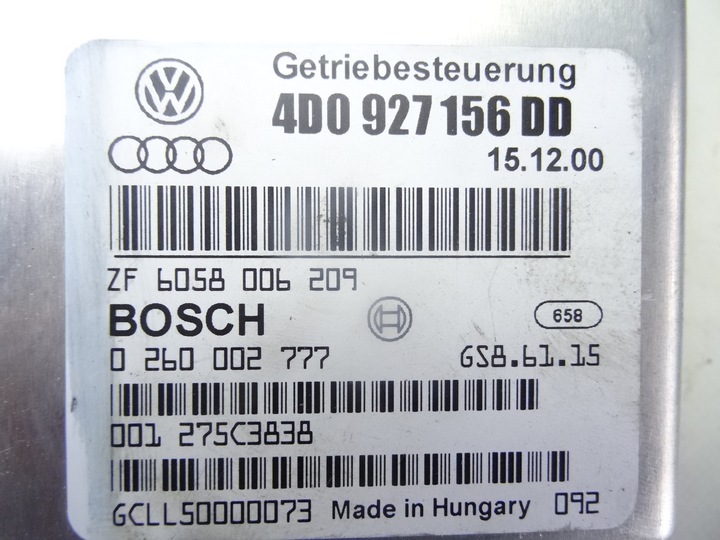 Getriebesteuerung
4D0 927 156 DD
15.12.00
ZF 6058 006 209
BOSCH
658
0 260 002 777 GS8.61.15
001 275C3838
GCLLS0000073 Made in Hungary 092